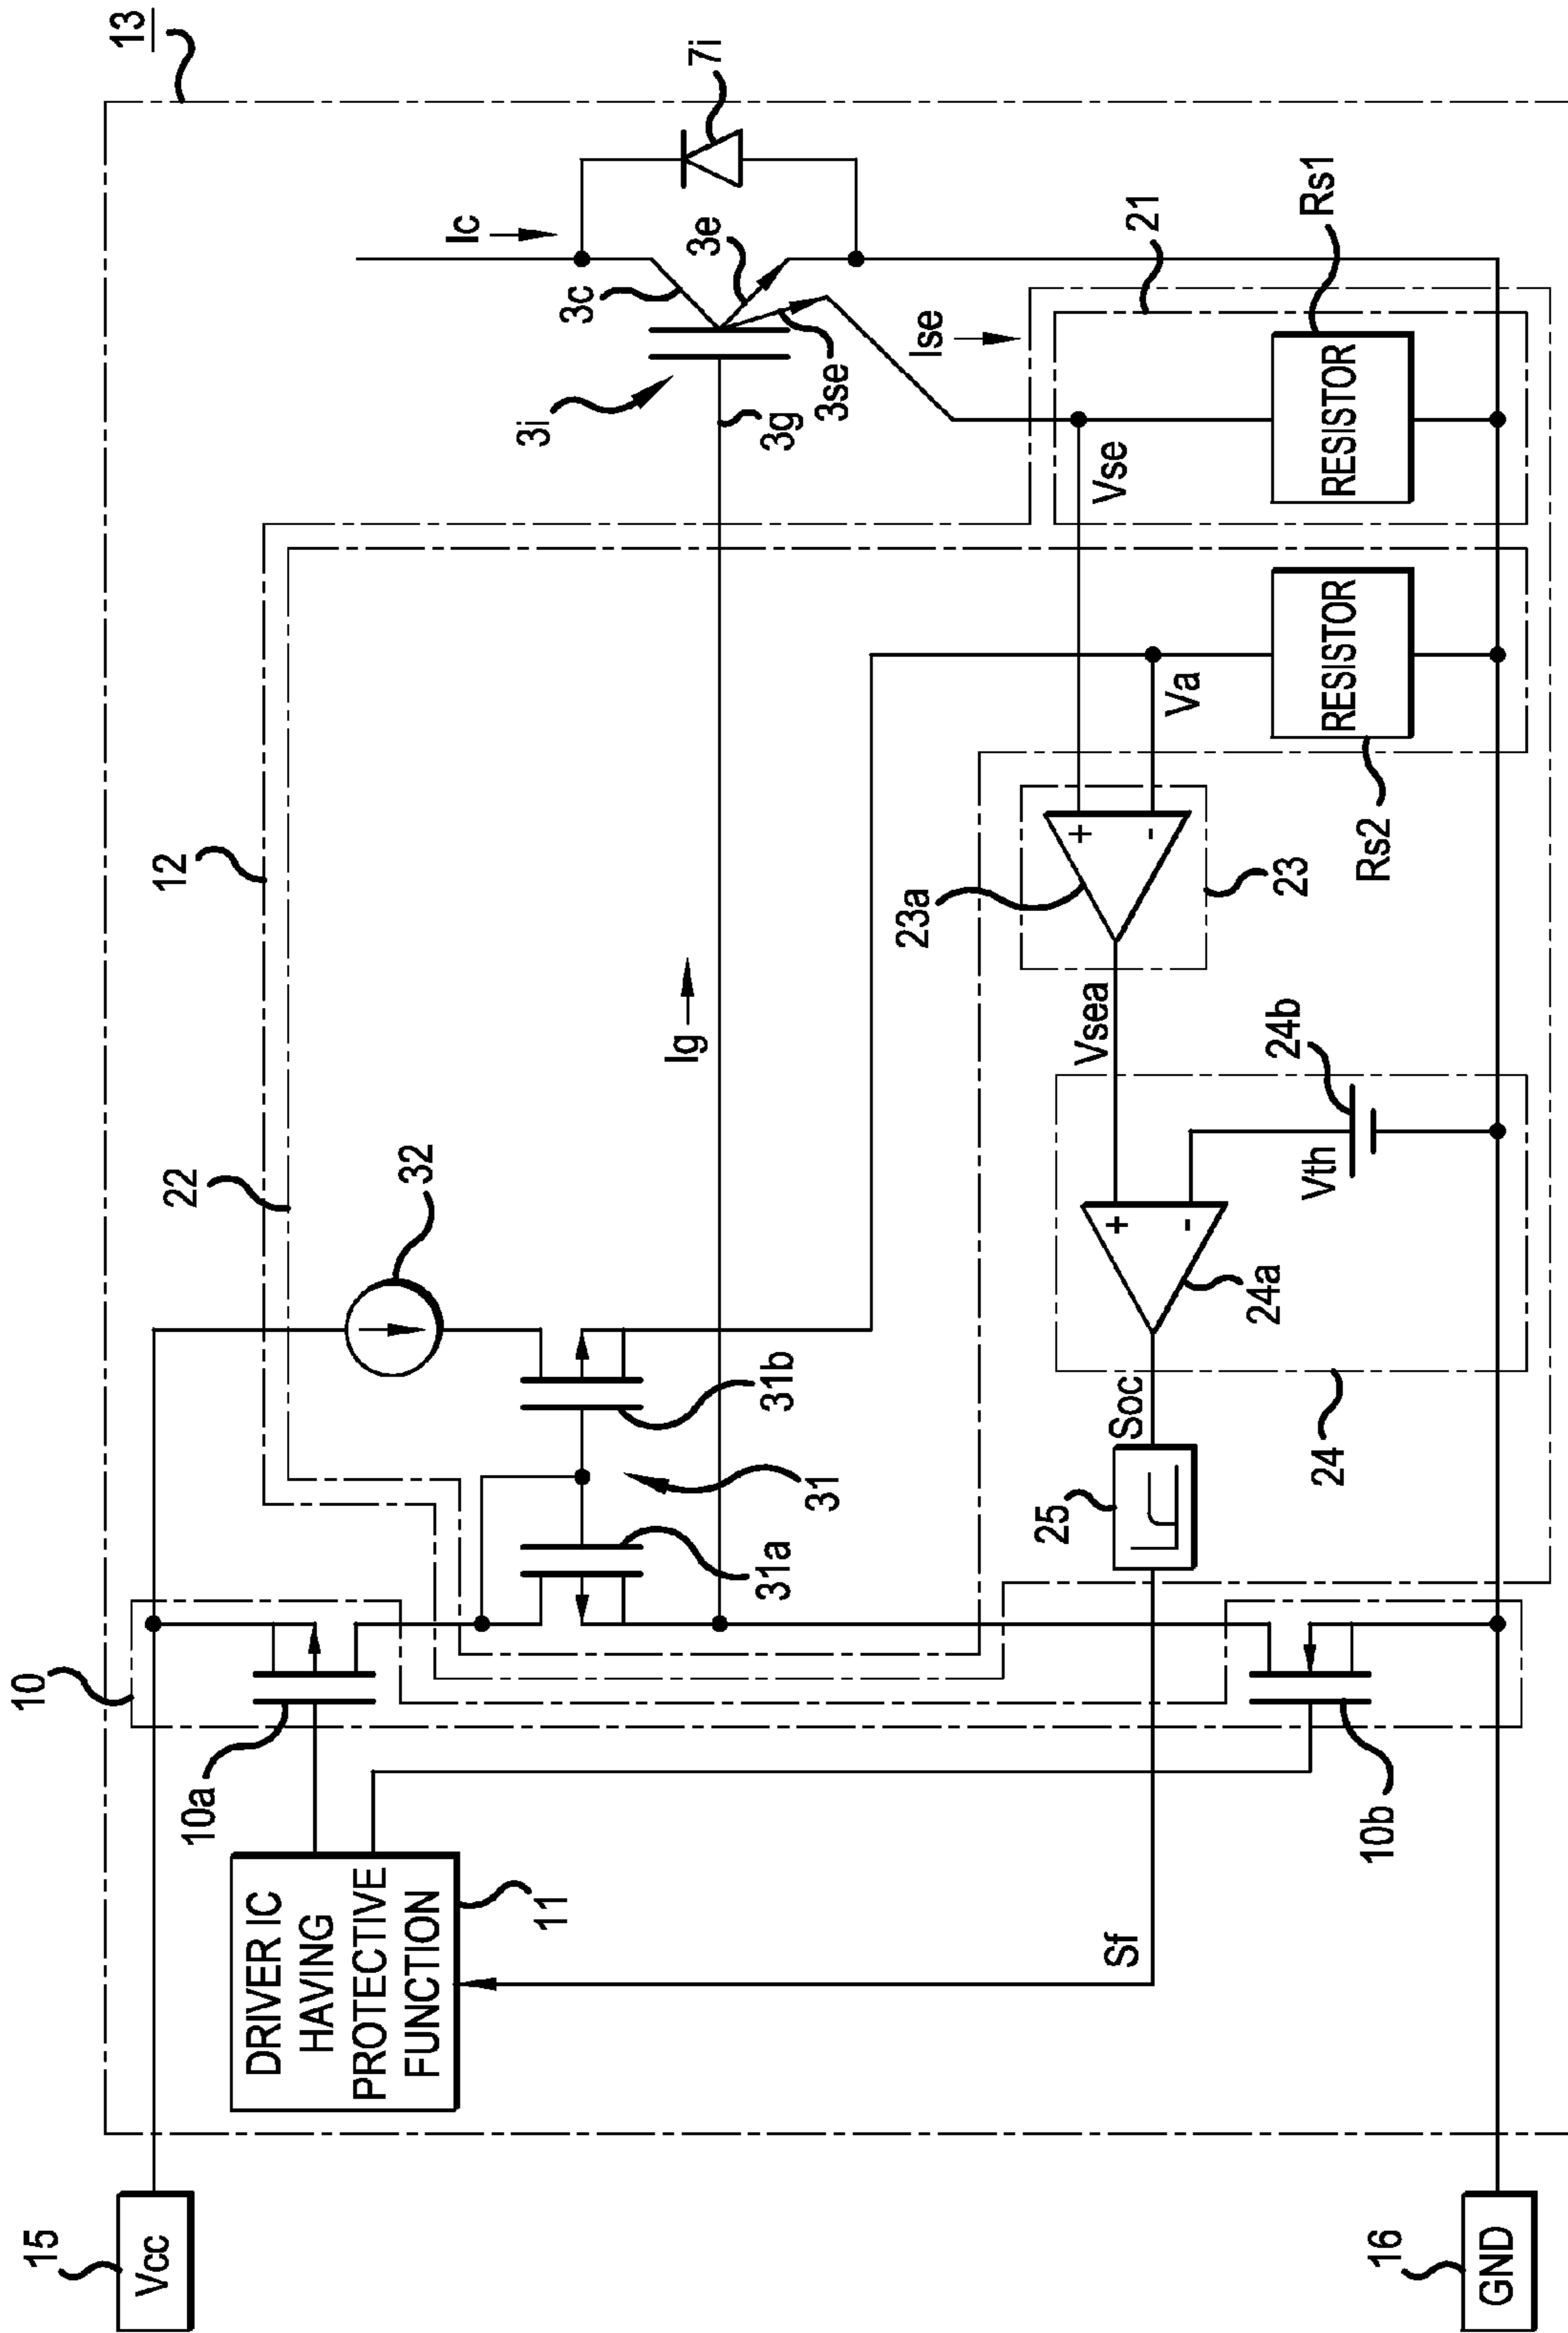 13
7i
Ic
3c
3e
3se
3i
3g
Ise
21
Rs1
RESISTOR
Vse
RESISTOR
Va
Rs2
12
Ig
22
32
+
-
23a
23
Vsea
24b
Vth
+
-
24a
24
31b
31
31a
Soc
25
10
10a
10b
DRIVER IC
HAVING
PROTECTIVE
FUNCTION
11
Sf
15
Vcc
16
GND